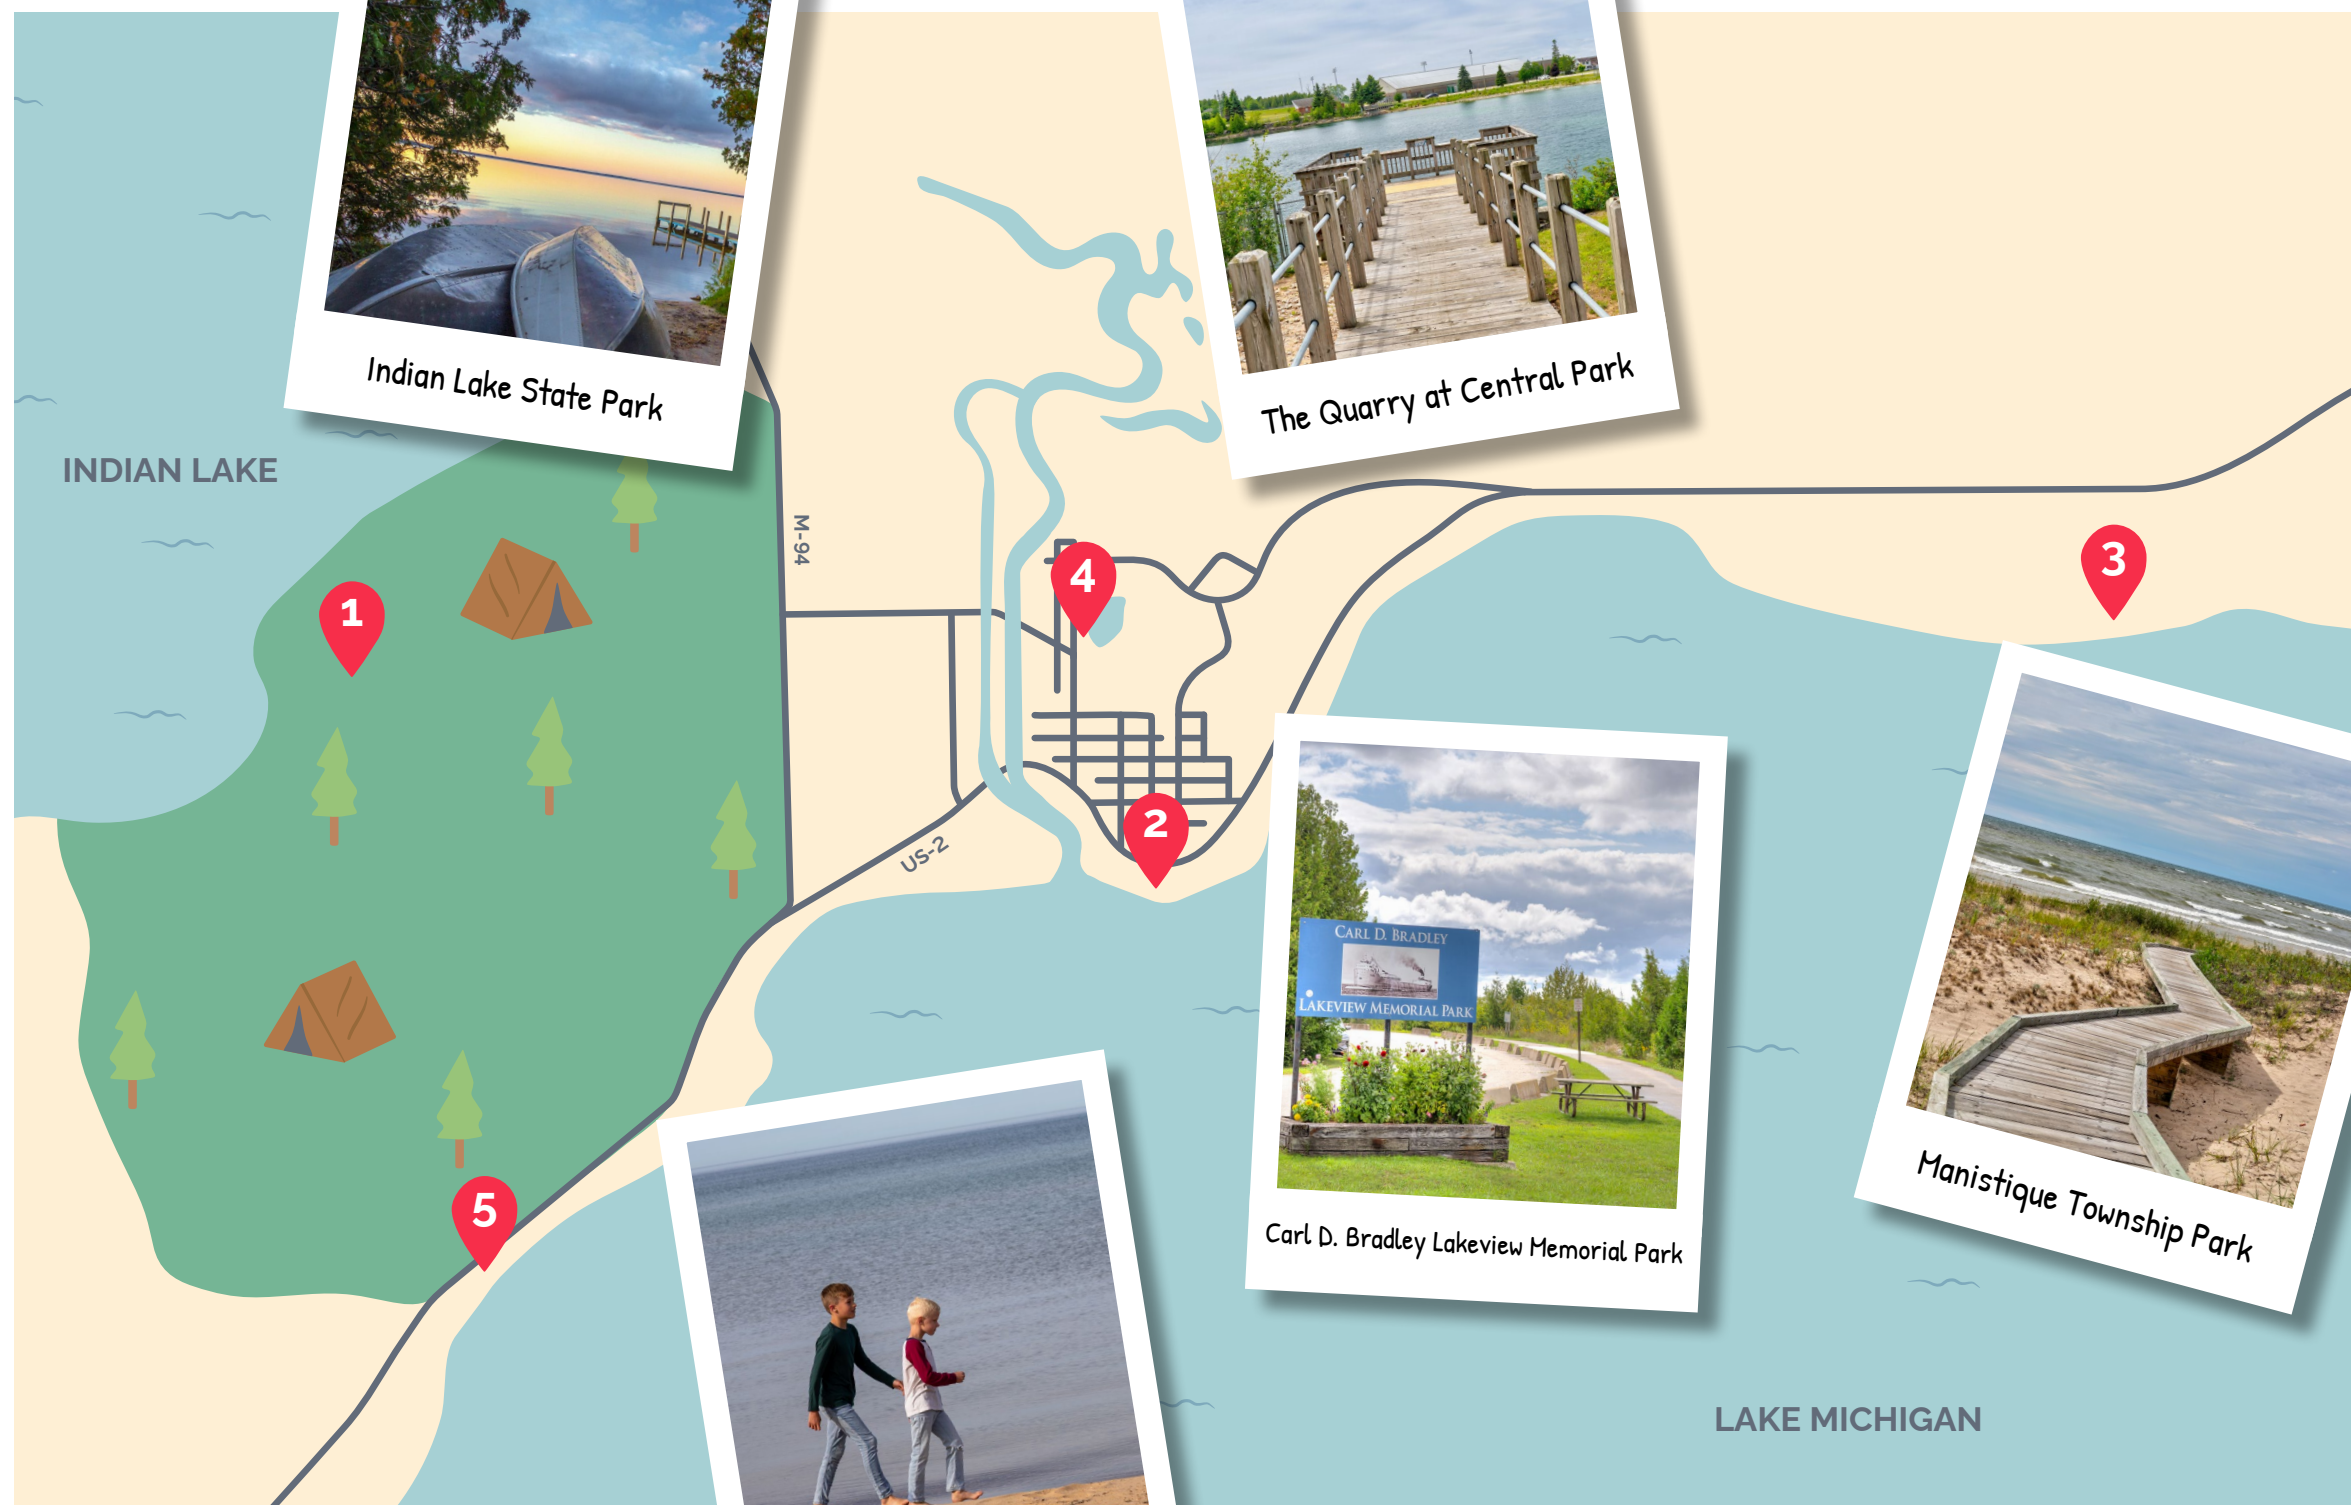 Indian Lake State Park
The Quarry at Central Park
INDIAN LAKE
M-94
4
3
1
2
US-2
CARL D. BRADLEY
LAKEVIEW MEMORIAL PARK
5
Manistique Township Park
Carl D. Bradley Lakeview Memorial Park
LAKE MICHIGAN